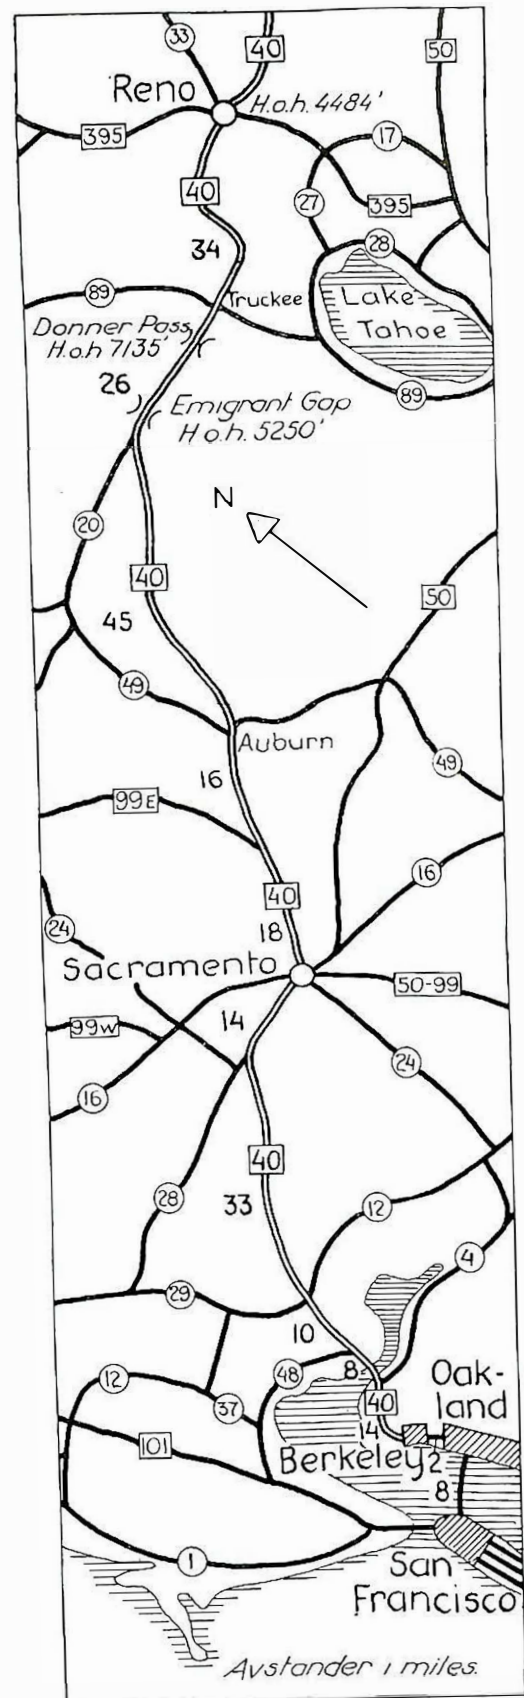 33
40
50
Reno
H.o.h. 4484'
395
17
40
27
395
34
28
89
Truckee
Lake
Tahoe
Donner Pass
H.o.h 7135'
26
89
Emigrant Gap
H o.h. 5250'
N
20
40
50
45
49
Auburn
49
16
99E
16
40
24
18
Sacramento
50-99
14
99W
24
16
40
28
33
12
4
29
10
8
48
12
40
Oak-
land
37
14
101
Berkeley
2
8
1
San
Francisco
Avstander i miles.